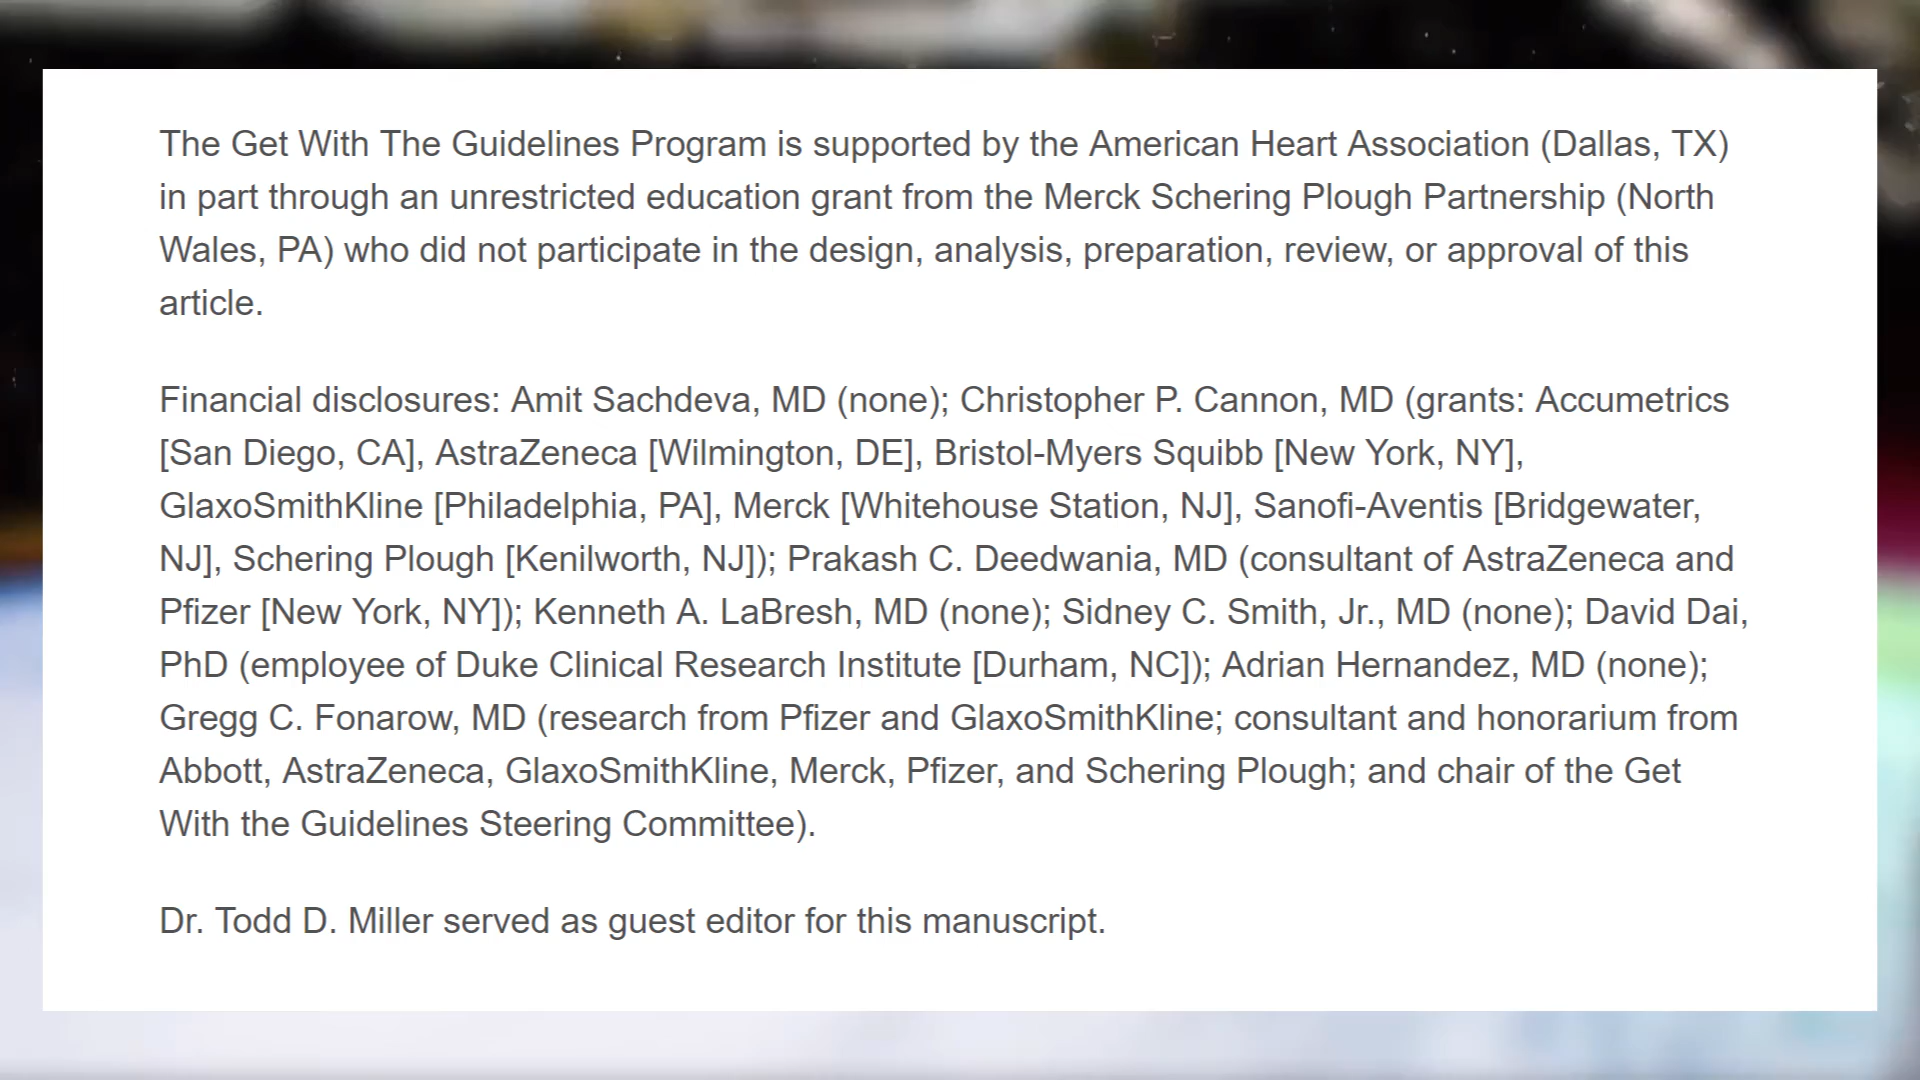 The Get With The Guidelines Program is supported by the American Heart Association (Dallas, TX)
in part through an unrestricted education grant from the Merck Schering Plough Partnership (North
Wales, PA) who did not participate in the design, analysis, preparation, review, or approval of this
article.
Financial disclosures: Amit Sachdeva, MD (none); Christopher P. Cannon, MD (grants: Accumetrics
[San Diego, CA], AstraZeneca [Wilmington, DE], Bristol-Myers Squibb [New York, NY],
GlaxoSmithKline [Philadelphia, PA], Merck [Whitehouse Station, NJ], Sanofi-Aventis [Bridgewater,
NJ], Schering Plough [Kenilworth, NJ]); Prakash C. Deedwania, MD (consultant of AstraZeneca and
Pfizer [New York, NY]); Kenneth A. LaBresh, MD (none); Sidney C. Smith, Jr., MD (none); David Dai,
PhD (employee of Duke Clinical Research Institute [Durham, NC]); Adrian Hernandez, MD (none);
Gregg C. Fonarow, MD (research from Pfizer and GlaxoSmithKline; consultant and honorarium from
Abbott, AstraZeneca, GlaxoSmithKline, Merck, Pfizer, and Schering Plough; and chair of the Get
With the Guidelines Steering Committee).
Dr. Todd D. Miller served as guest editor for this manuscript.